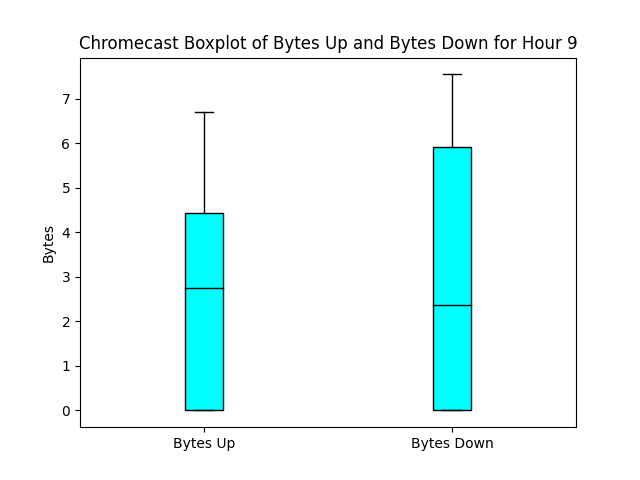 Chromecast Boxplot of Bytes Up and Bytes Down for Hour 9
7
6
5
4
3
2
1
0
Bytes
Bytes Up
Bytes Down